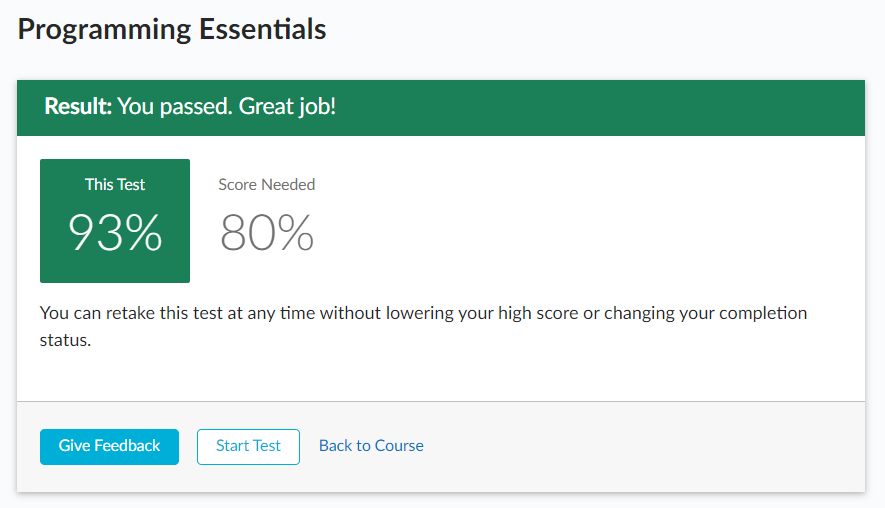 Programming Essentials
Result: You passed. Great job!
This Test
93%
Score Needed
80%
You can retake this test at any time without lowering your high score or changing your completion
status.
Give Feedback
Start Test
Back to Course